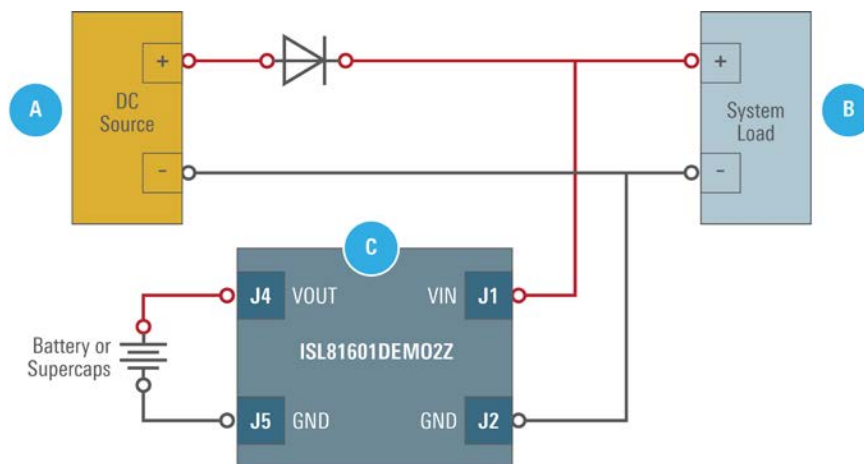 +
+
A
DC
Source
System
Load
B
-
-
C
J4 VOUT
VIN J1
Battery or
Supercaps
ISL81601DEMO2Z
J5 GND
GND J2